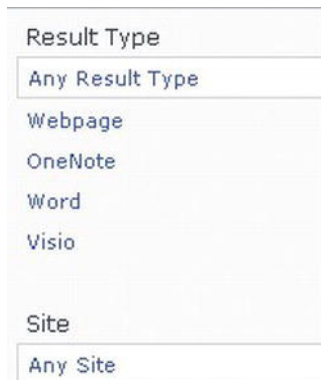 Result Type
Any Result Type
Webpage
OneNote
Word
Visio
Site
Any Site